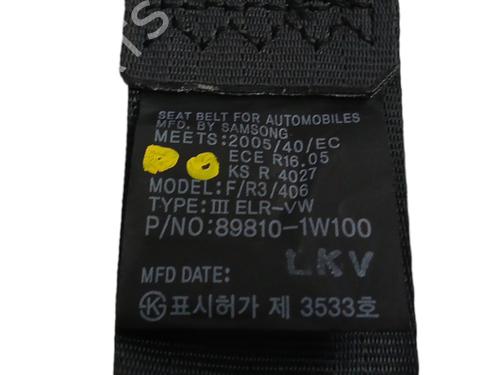 SEAT BELT FOR AUTOMOBILES
MFD. BY SAMSONG
MEETS:2005/40/EC
ECE R16.05
KS R 4027
MODEL: F/R3/406
TYPE: III ELR-VW
P/NO:89810-1W100
LKV
MFD DATE:
표시허가 제 3533호